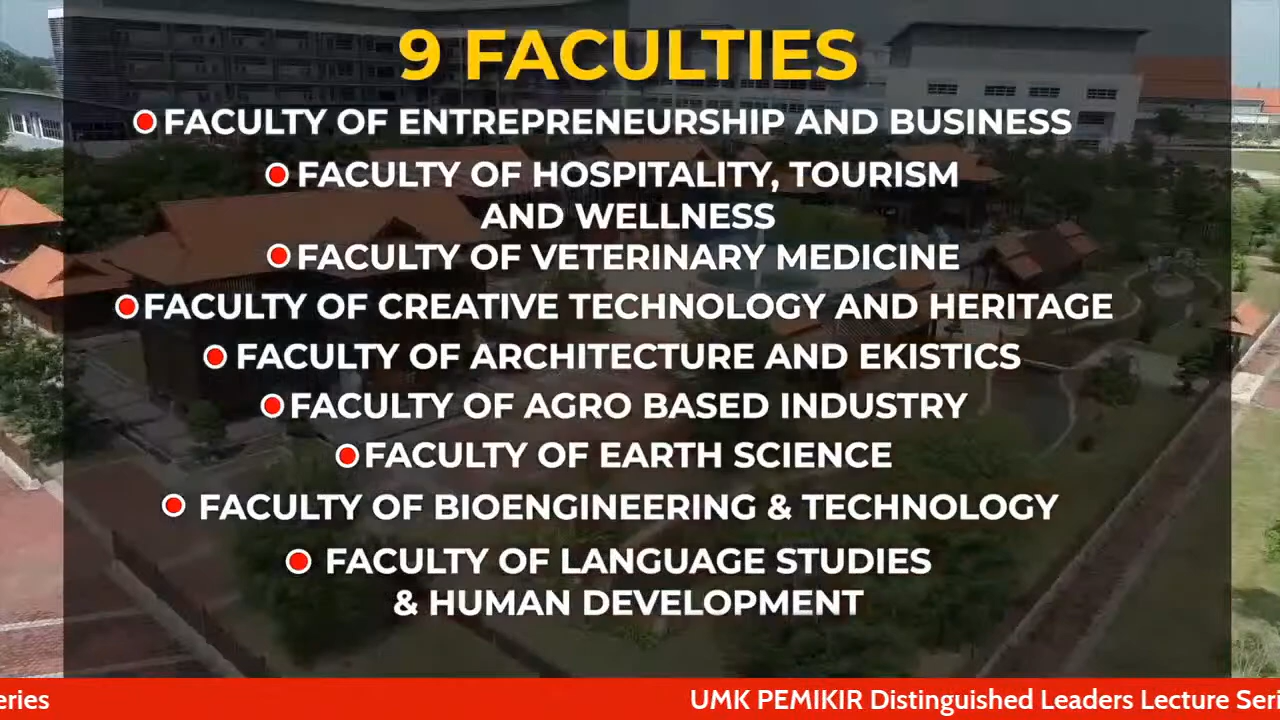 9 FACULTIES
FACULTY OF ENTREPRENEURSHIP AND BUSINESS
FACULTY OF HOSPITALITY, TOURISM
AND WELLNESS
FACULTY OF VETERINARY MEDICINE
FACULTY OF CREATIVE TECHNOLOGY AND HERITAGE
FACULTY OF ARCHITECTURE AND EKISTICS
FACULTY OF AGRO BASED INDUSTRY
FACULTY OF EARTH SCIENCE
FACULTY OF BIOENGINEERING & TECHNOLOGY
FACULTY OF LANGUAGE STUDIES
& HUMAN DEVELOPMENT
eries UMK PEMIKIR Distinguished Leaders Lecture Seri